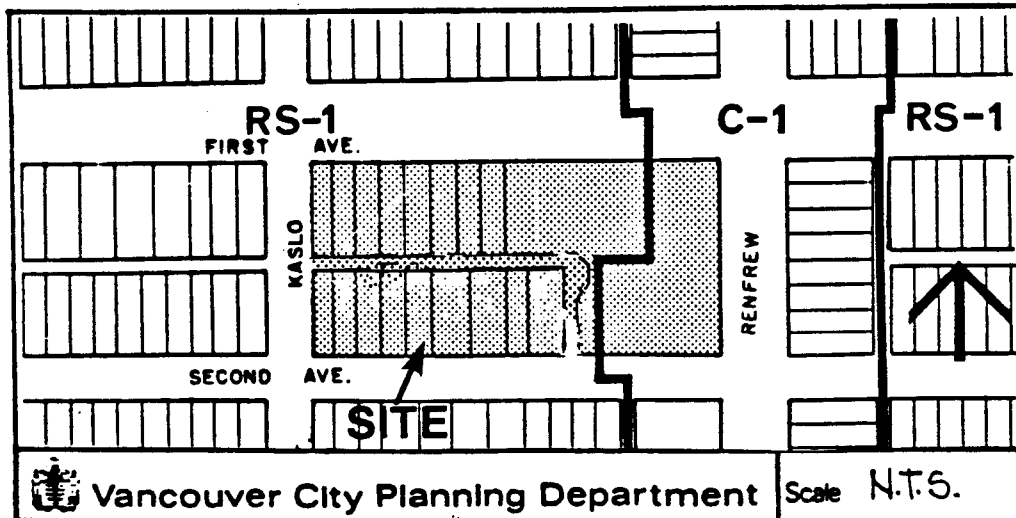 RS-1
C-1
RS-1
FIRST AVE.
KASLO
RENFREW
SECOND AVE.
SITE
Vancouver City Planning Department
Scale N.T.S.